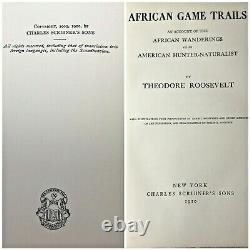 Copyright, 1909, 1910, by
CHARLES SCRIBNER'S SONS
All rights reserved, including that of translation into
foreign languages, including the Scandinavian.
AFRICAN GAME TRAILS
AN ACCOUNT OF THE
AFRICAN WANDERINGS
OF AN
AMERICAN HUNTER-NATURALIST
BY
THEODORE ROOSEVELT
NEW YORK
CHARLES SCRIBNER'S SONS
1910